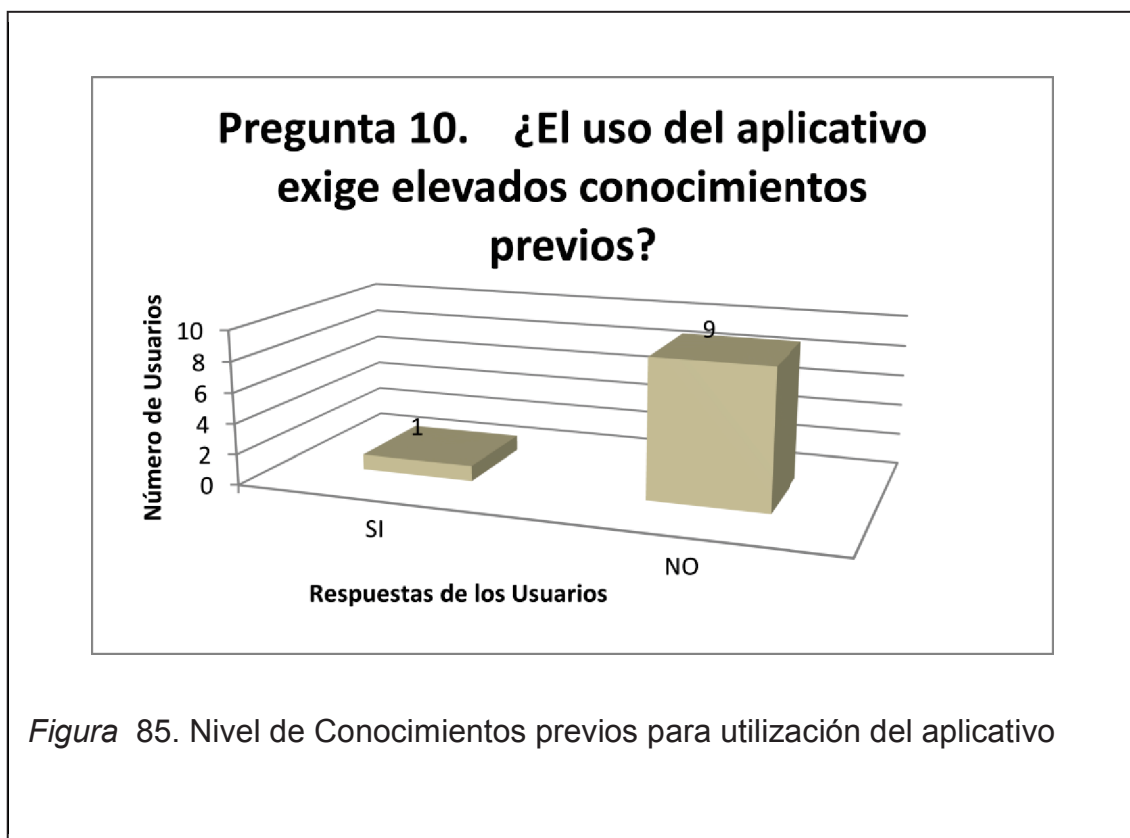 Pregunta 10. ¿El uso del aplicativo
exige elevados conocimientos
previos?
Número de Usuarios
10
8
6
4
2
0
1
9
SI
NO
Respuestas de los Usuarios
Figura 85. Nivel de Conocimientos previos para utilización del aplicativo